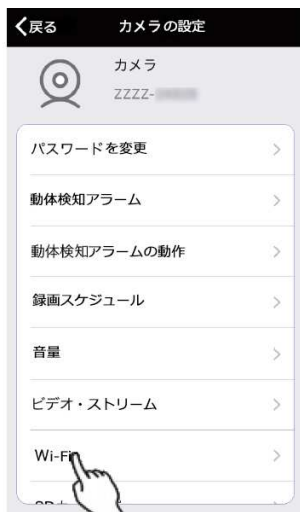 戻る
カメラの設定
カメラ
ZZZZ-
パスワードを変更
動体検知アラーム
動体検知アラームの動作
録画スケジュール
音量
ビデオ・ストリーム
Wi-Fi